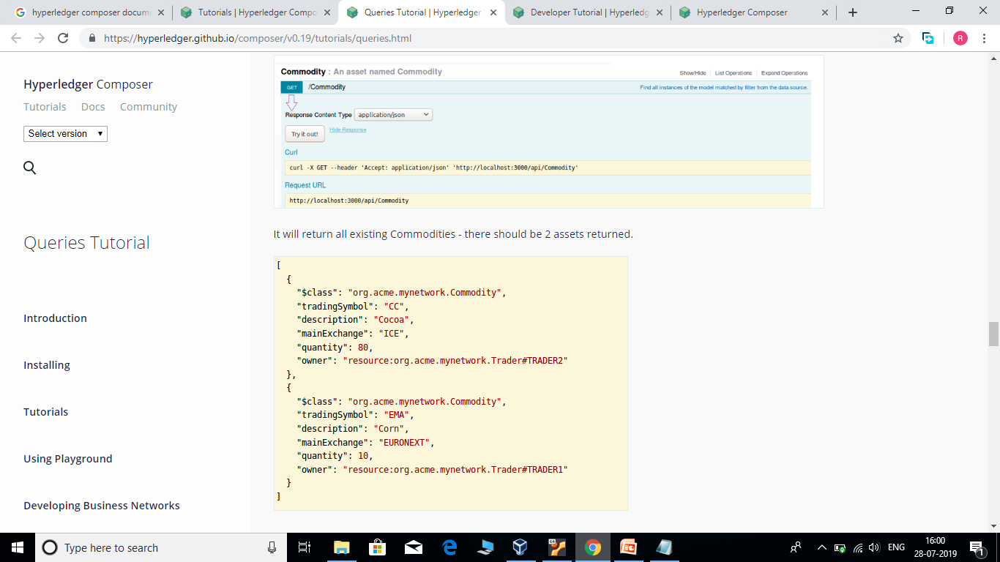 hyperledger composer docume
Tutorials | Hyperledger Compo
Queries Tutorial | Hyperledger
Developer Tutorial | Hyperledg
Hyperledger Composer
https://hyperledger.github.io/composer/v0.19/tutorials/queries.html
R
Hyperledger Composer
Tutorials Docs Community
Select version
Queries Tutorial
Introduction
Installing
Tutorials
Using Playground
Developing Business Networks
Commodity : An asset named Commodity
Show/Hide List Operations Expand Operations
GET /Commodity Find all instances of the model matched by filter from the data source.
Response Content Type application/json
Try it out! Hide Response
Curl
curl -X GET --header 'Accept: application/json' 'http://localhost:3000/api/Commodity'
Request URL
http://localhost:3000/api/Commodity
It will return all existing Commodities - there should be 2 assets returned.
[
{
"$class": "org.acme.mynetwork.Commodity",
"tradingSymbol": "CC",
"description": "Cocoa",
"mainExchange": "ICE",
"quantity": 80,
"owner": "resource:org.acme.mynetwork.Trader#TRADER2"
},
{
"$class": "org.acme.mynetwork.Commodity",
"tradingSymbol": "EMA",
"description": "Corn",
"mainExchange": "EURONEXT",
"quantity": 10,
"owner": "resource:org.acme.mynetwork.Trader#TRADER1"
}
]
Type here to search
64
ENG
16:00
28-07-2019
1